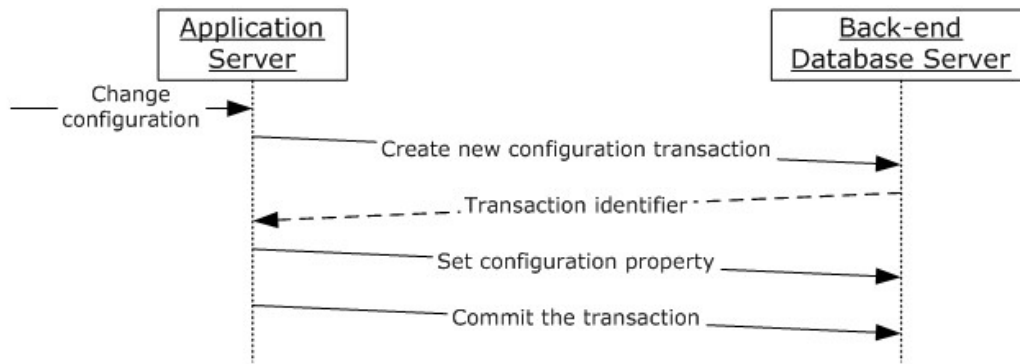 Application
Server
Back-end
Database Server
Change
configuration
Create new configuration transaction
Transaction identifier
Set configuration property
Commit the transaction